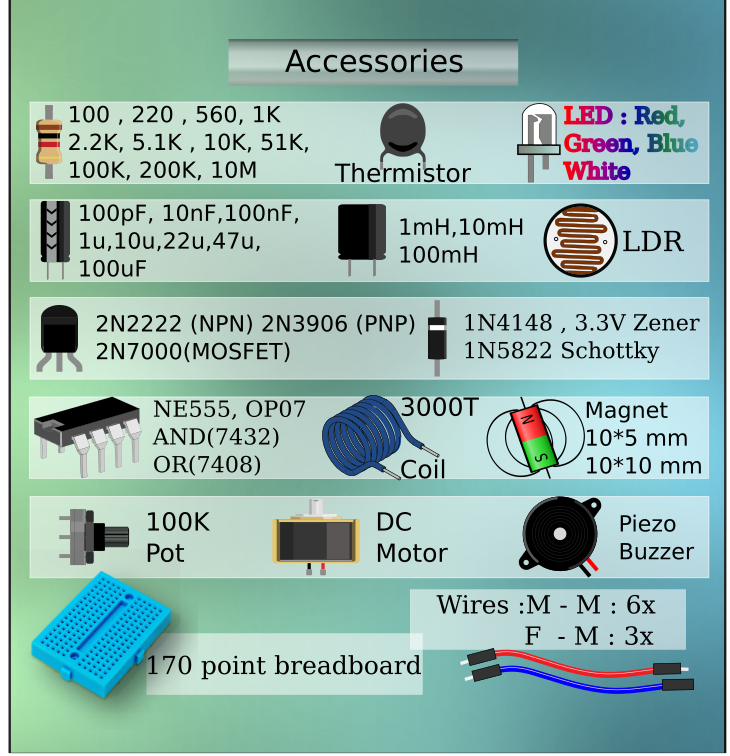 Accessories
100 , 220 , 560, 1K
2.2K, 5.1K , 10K, 51K,
100K, 200K, 10M
Thermistor
LED : Red,
Green, Blue
White
100pF, 10nF,100nF,
1u,10u,22u,47u,
100uF
1mH,10mH
100mH
LDR
2N2222 (NPN) 2N3906 (PNP)
2N7000(MOSFET)
1N4148 , 3.3V Zener
1N5822 Schottky
NE555, OP07
AND(7432)
OR(7408)
3000T
Coil
N
S
Magnet
10*5 mm
10*10 mm
100K
Pot
DC
Motor
Piezo
Buzzer
Wires :M - M : 6x
F - M : 3x
170 point breadboard